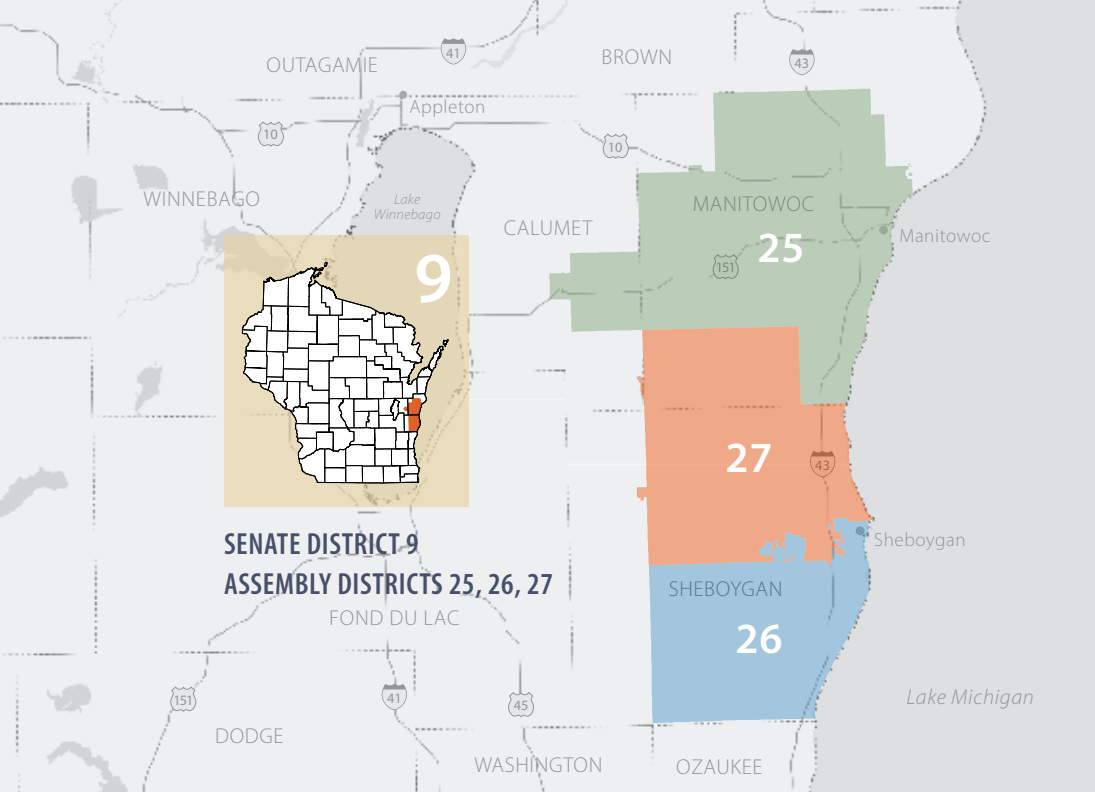 41
OUTAGAMIE
BROWN
43
Appleton
10
10
WINNEBAGO
Lake
Winnebago
CALUMET
MANITOWOC
Manitowoc
25
151
9
27
43
SENATE DISTRICT 9
ASSEMBLY DISTRICTS 25, 26, 27
Sheboygan
SHEBOYGAN
FOND DU LAC
26
151
41
45
Lake Michigan
DODGE
WASHINGTON
OZAUKEE